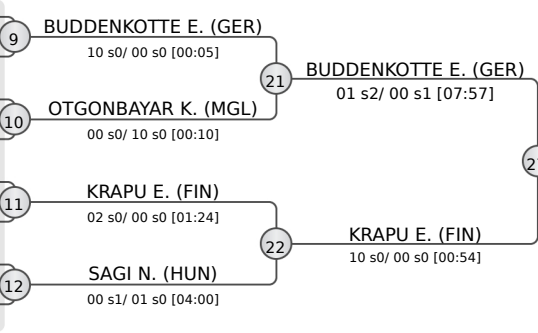 9
BUDDENKOTTE E. (GER)
10 s0/ 00 s0 [00:05]
21
BUDDENKOTTE E. (GER)
01 s2/ 00 s1 [07:57]
10
OTGONBAYAR K. (MGL)
00 s0/ 10 s0 [00:10]
11
KRAPU E. (FIN)
02 s0/ 00 s0 [01:24]
22
KRAPU E. (FIN)
10 s0/ 00 s0 [00:54]
12
SAGI N. (HUN)
00 s1/ 01 s0 [04:00]